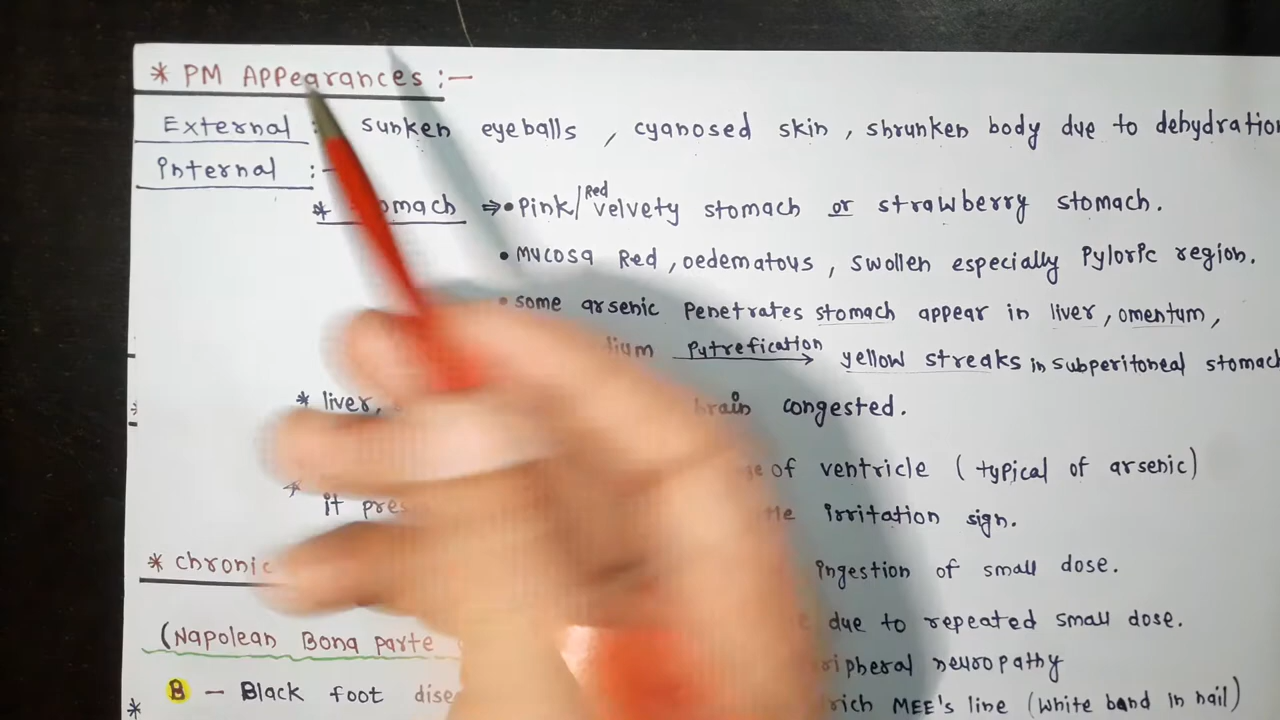 * PM Appearances :-
External : sunken eyeballs , cyanosed skin , shrunken body due to dehydration
Internal :-
* ⇒ • Pink/Red velvety stomach or strawberry stomach.
• Mucosa Red , oedematous , swollen especially Pyloric region.
• some arsenic Penetrates stomach appear in liver , omentum ,
Putrefication → yellow streaks in subperitoneal stomach
* liver, brain congested.
of ventricle ( typical of arsenic)
* it irritation sign.
* chronic ingestion of small dose.
due to repeated small dose.
(Napolean Bona parte neuropathy
B - Black foot MEE's line (white band in nail)
*